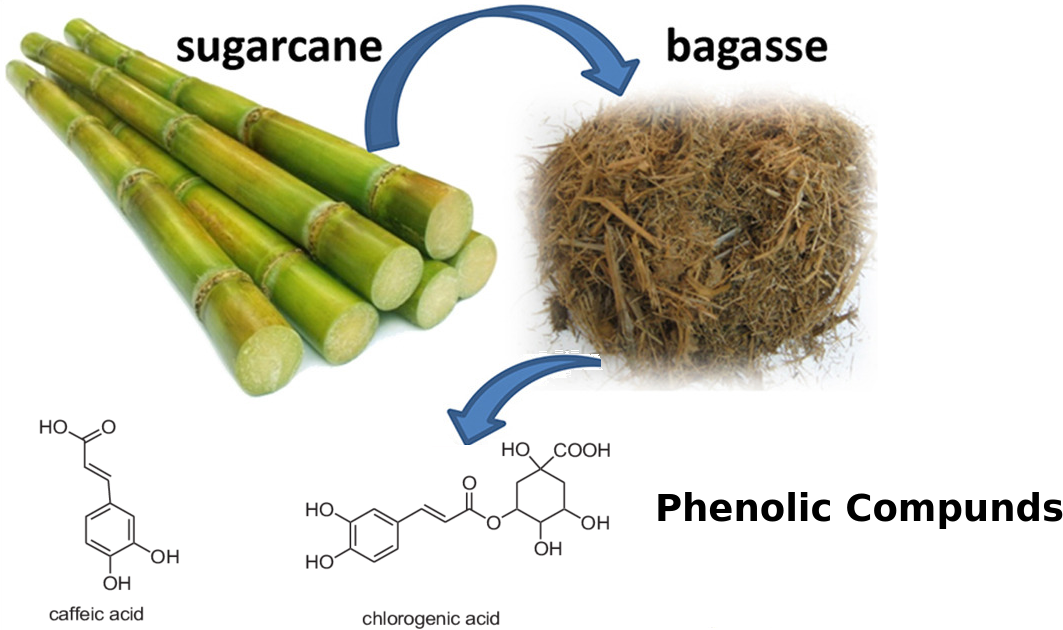 sugarcane
bagasse
HO
O
OH
OH
caffeic acid
HO
HO
O
O
HO
COOH
OH
OH
chlorogenic acid
Phenolic Compunds